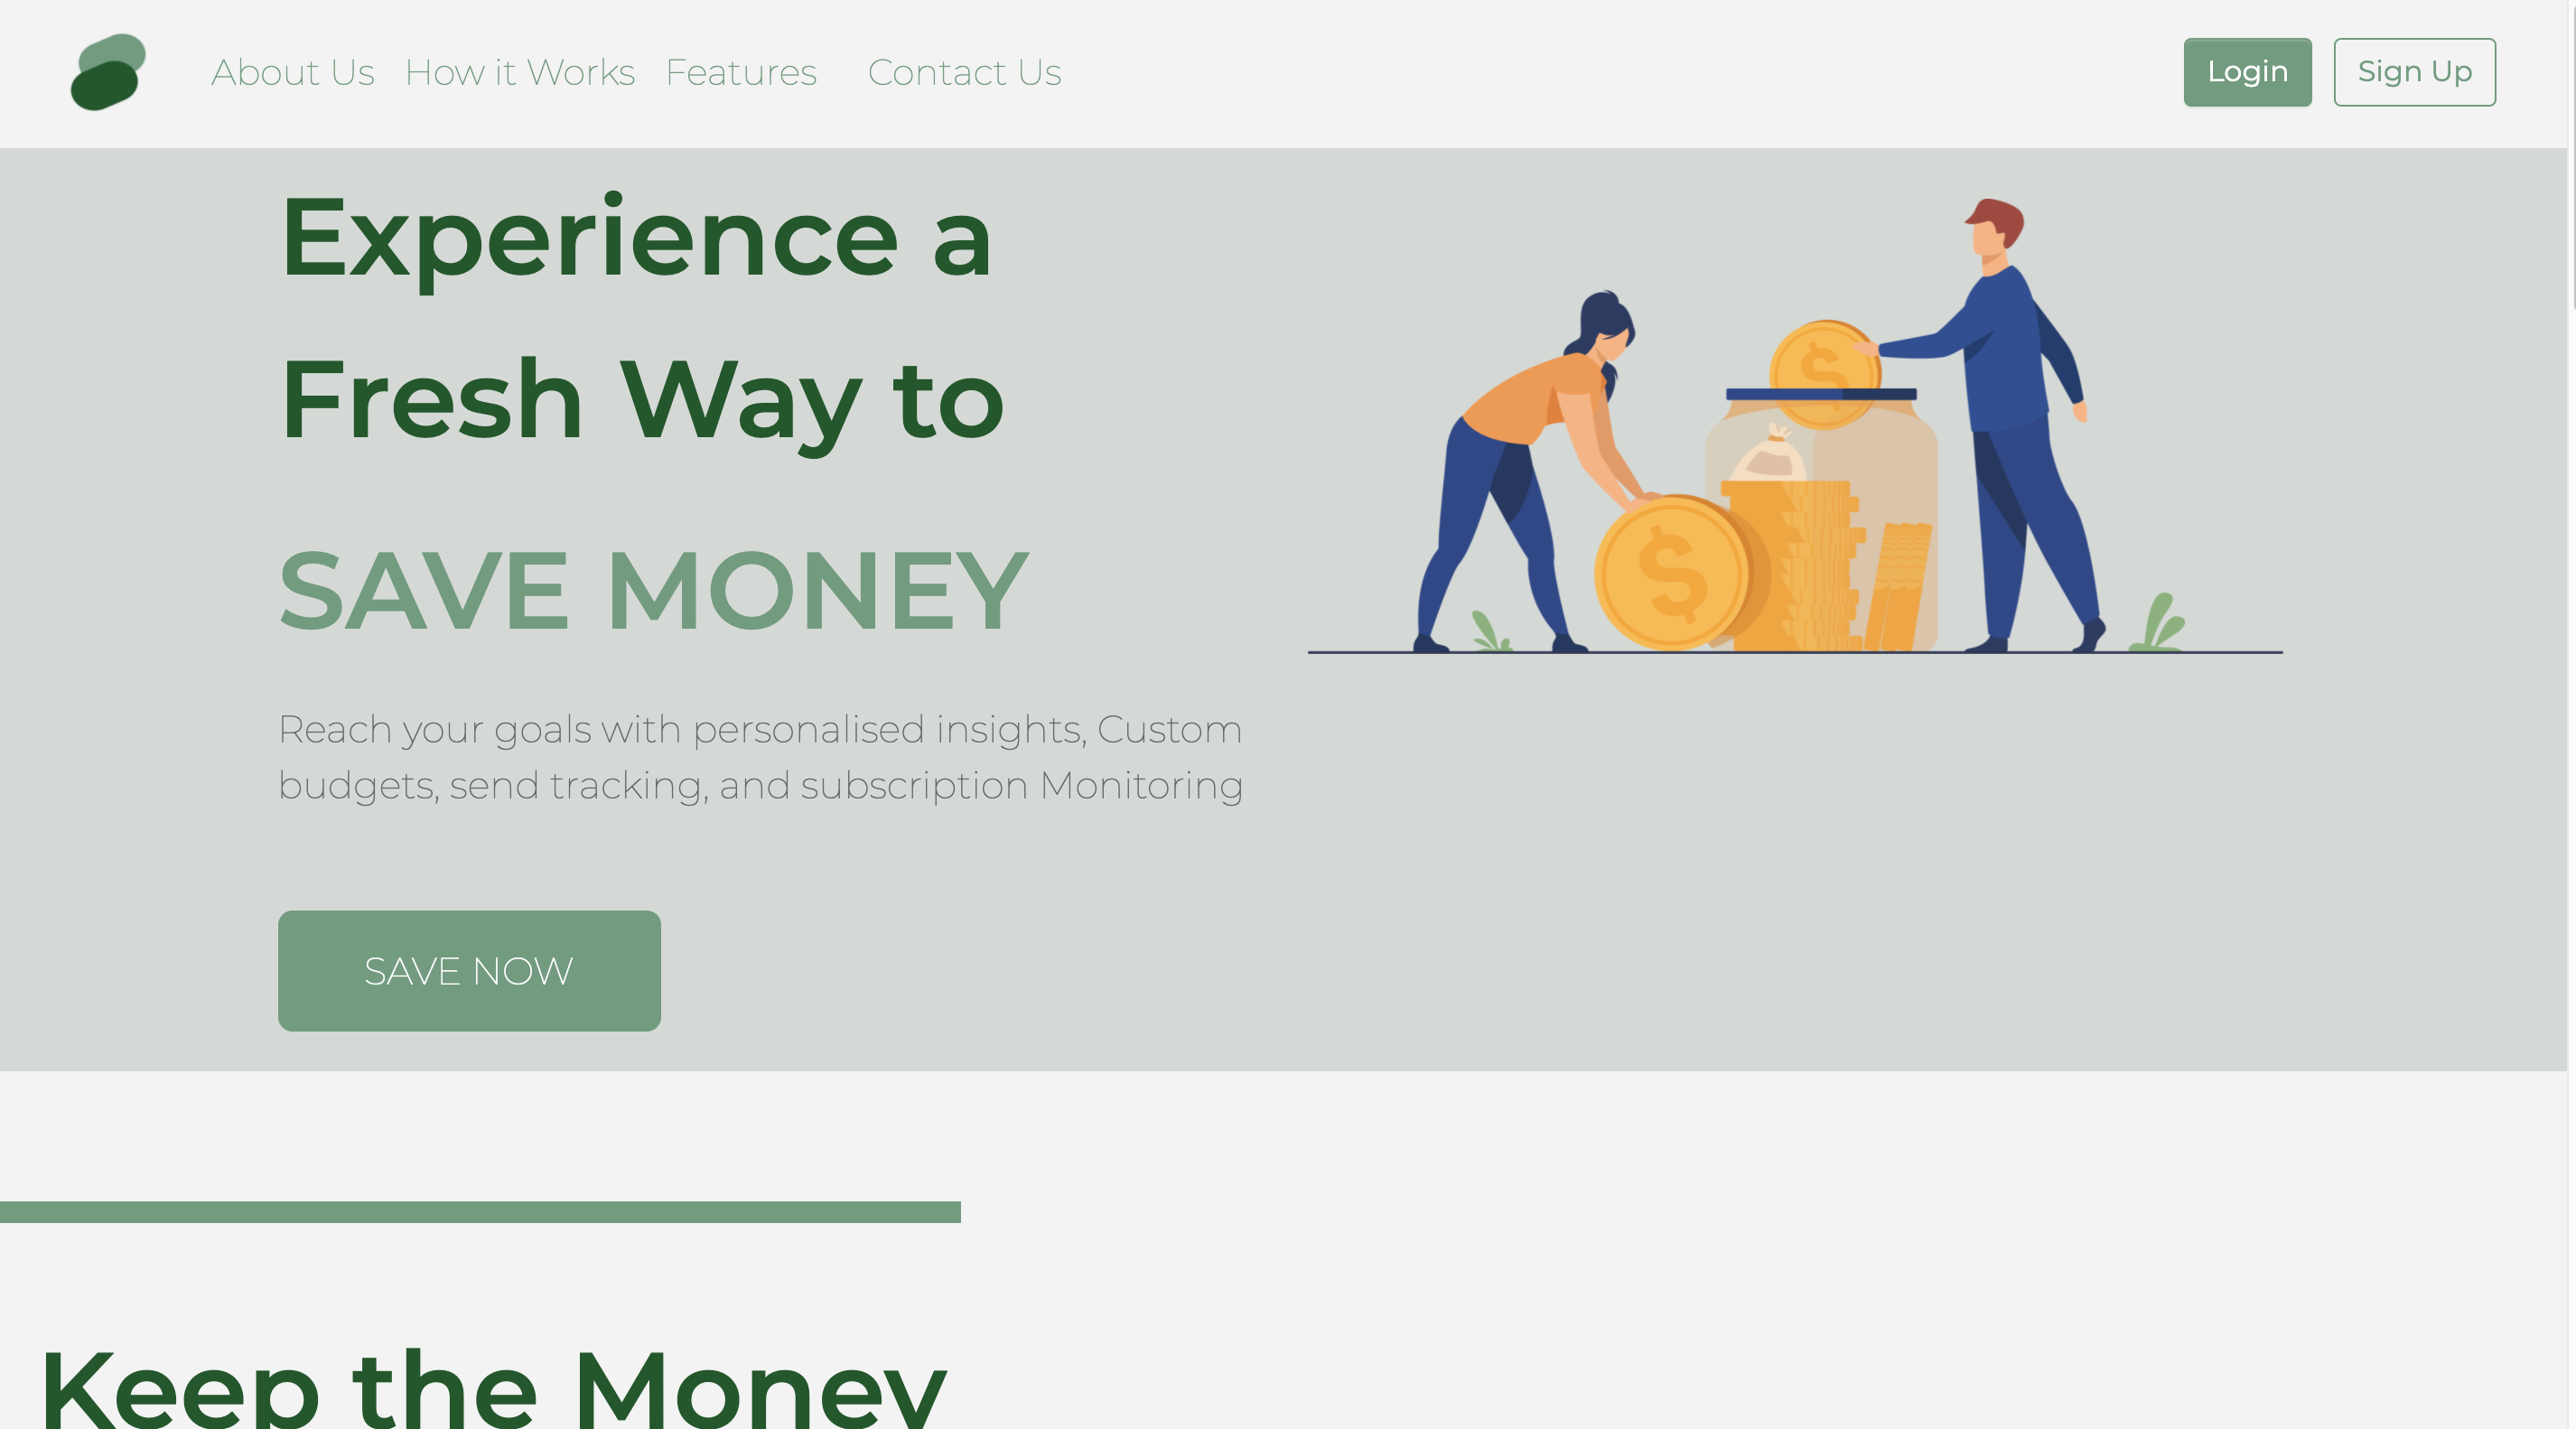 About Us How it Works Features Contact Us
Login Sign Up
Experience a
Fresh Way to
SAVE MONEY
Reach your goals with personalised insights, Custom
budgets, send tracking, and subscription Monitoring
SAVE NOW
Keep the Money